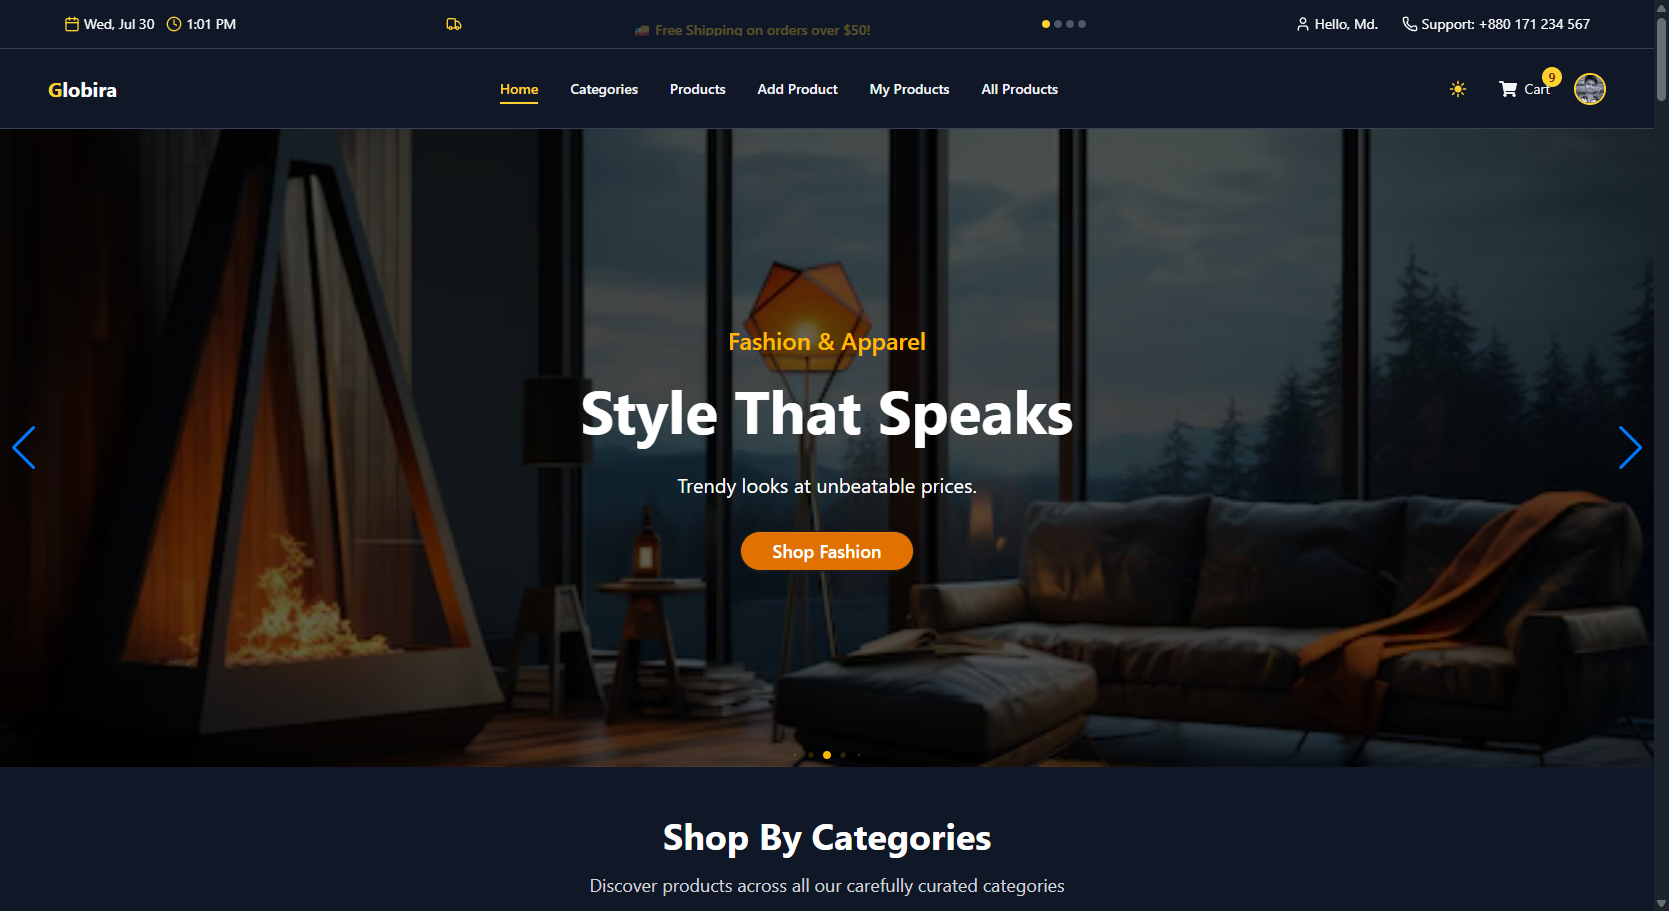 Wed, Jul 30 1:01 PM
🚚 Free Shipping on orders over $50!
Hello, Md. Support: +880 171 234 567
Globira
Home Categories Products Add Product My Products All Products
9
Cart
Fashion & Apparel
Style That Speaks
Trendy looks at unbeatable prices.
Shop Fashion
Shop By Categories
Discover products across all our carefully curated categories